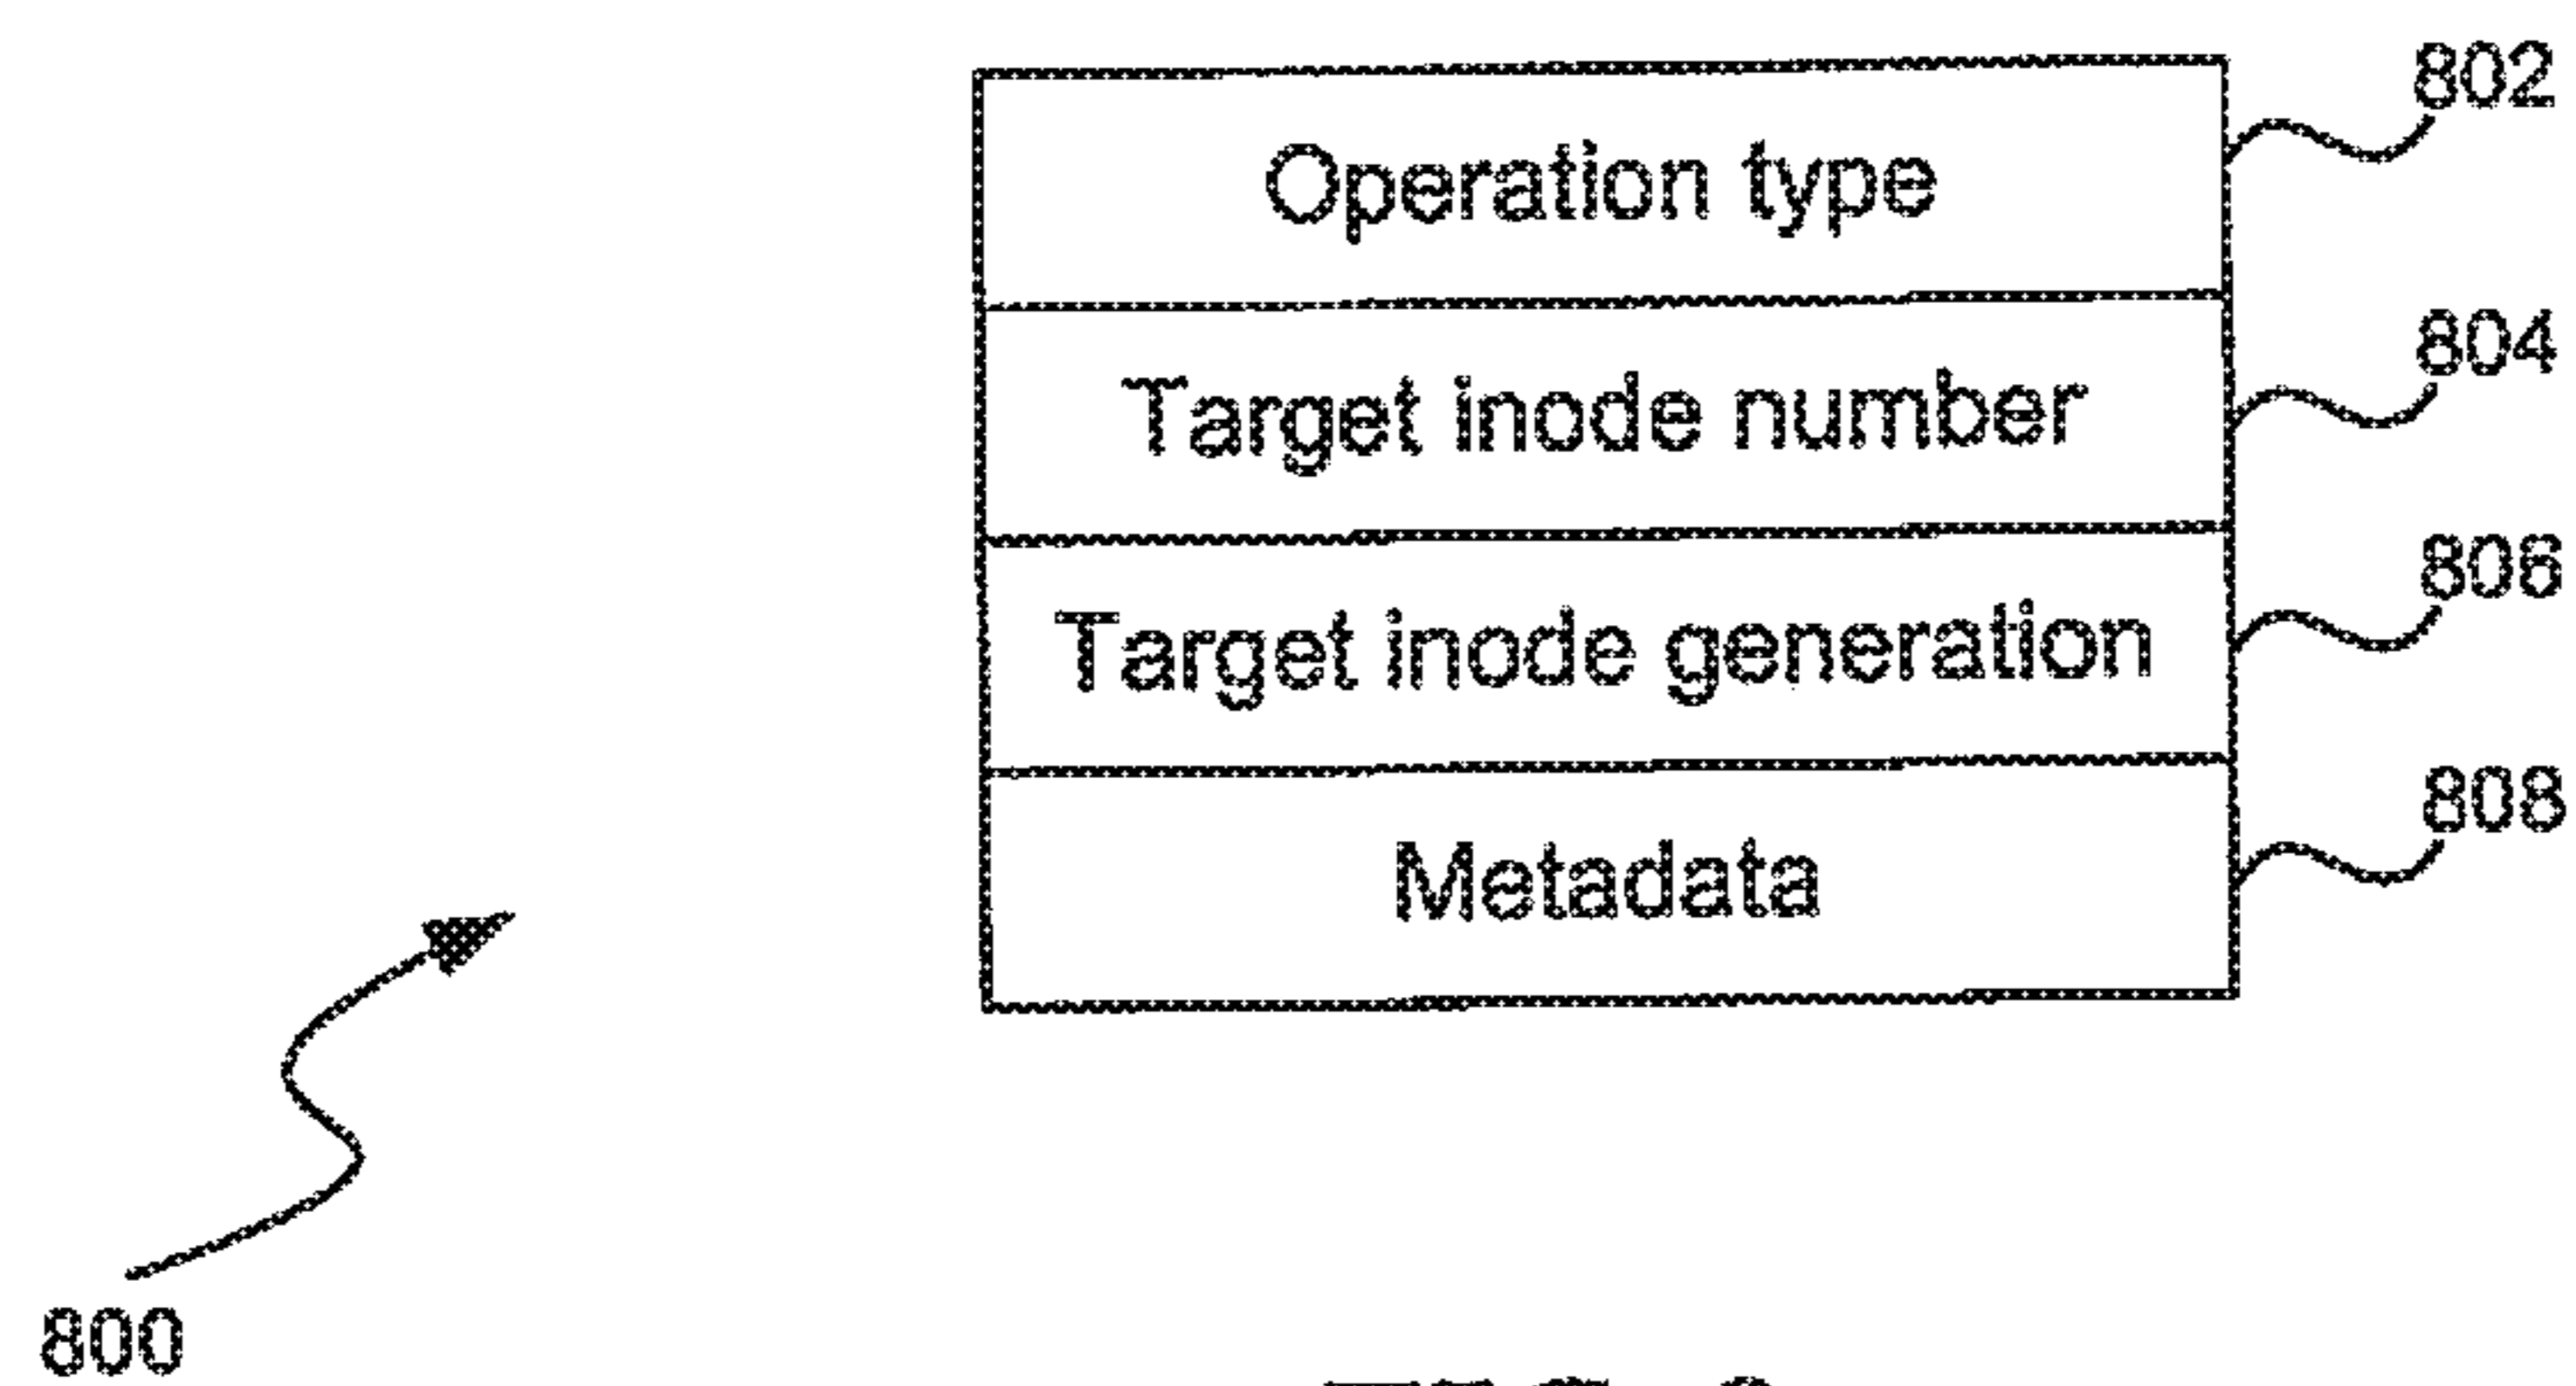 802
Operation type
804
Target inode number
806
Target inode generation
808
Metadata
800